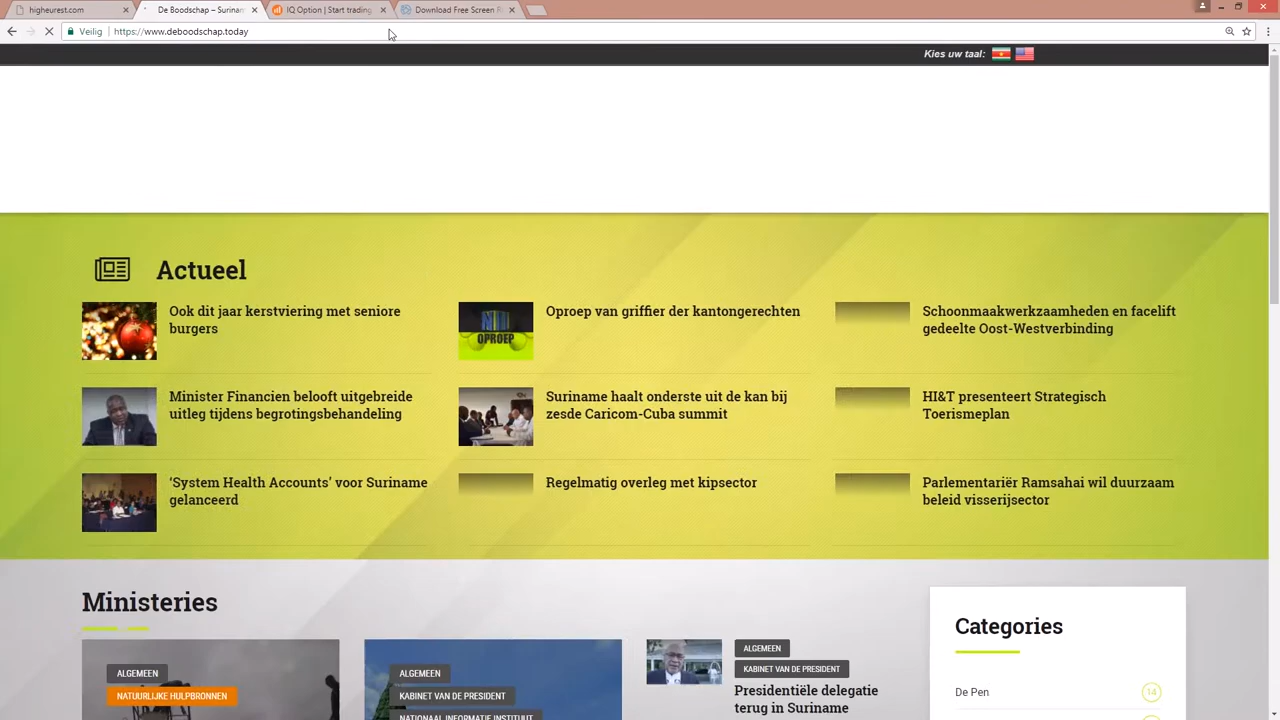 higheurest.com
De Boodschap – Surinam
IQ Option | Start trading
Download Free Screen R
Veilig
https://www.deboodschap.today
Kies uw taal:
Actueel
Ook dit jaar kerstviering met seniore
burgers
Oproep van griffier der kantongerechten
Schoonmaakwerkzaamheden en facelift
gedeelte Oost-Westverbinding
OPROEP
Minister Financien belooft uitgebreide
uitleg tijdens begrotingsbehandeling
Suriname haalt onderste uit de kan bij
zesde Caricom-Cuba summit
HI&T presenteert Strategisch
Toerismeplan
‘System Health Accounts’ voor Suriname
gelanceerd
Regelmatig overleg met kipsector
Parlementariër Ramsahai wil duurzaam
beleid visserijsector
Ministeries
Categories
ALGEMEEN
NATUURLIJKE HULPBRONNEN
ALGEMEEN
KABINET VAN DE PRESIDENT
NATIONAAL INFORMATIE INSTITUUT
ALGEMEEN
KABINET VAN DE PRESIDENT
Presidentiële delegatie
terug in Suriname
De Pen
14